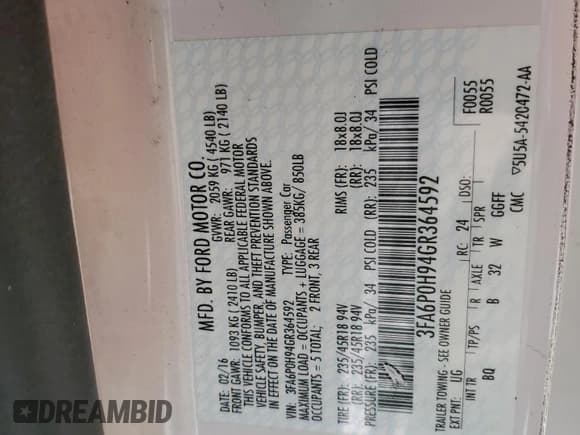 MFD. BY FORD MOTOR CO.
DATE: 02/16 GVWR: 2059 KG ( 4540 LB)
FRONT GAWR: 1093 KG ( 2410 LB) REAR GAWR: 971 KG ( 2140 LB)
THIS VEHICLE CONFORMS TO ALL APPLICABLE FEDERAL MOTOR
VEHICLE SAFETY, BUMPER, AND THEFT PREVENTION STANDARDS
IN EFFECT ON THE DATE OF MANUFACTURE SHOWN ABOVE.
VIN: 3FA6P0H94GR364592 TYPE: Passenger Car
MAXIMUM LOAD = OCCUPANTS + LUGGAGE = 385KG/ 850LB
OCCUPANTS = 5 TOTAL: 2 FRONT, 3 REAR
TIRE (FR): 235/45R18 94V RIMS (FR): 18x8.0J
(RR): 235/45R18 94V (RR): 18x8.0J
PRESSURE (FR): 235 kPa/ 34 PSI COLD (RR): 235 kPa/ 34 PSI COLD
3FA6P0H94GR364592
TRAILER TOWING - SEE OWNER GUIDE F0055
EXT PNT: UG RC: 24 DSO: R0055
INT TR TP/PS R AXLE TR SPR
BQ B 32 W GGFF
CMC ▽5U5A-5420472-AA
DREAMBID